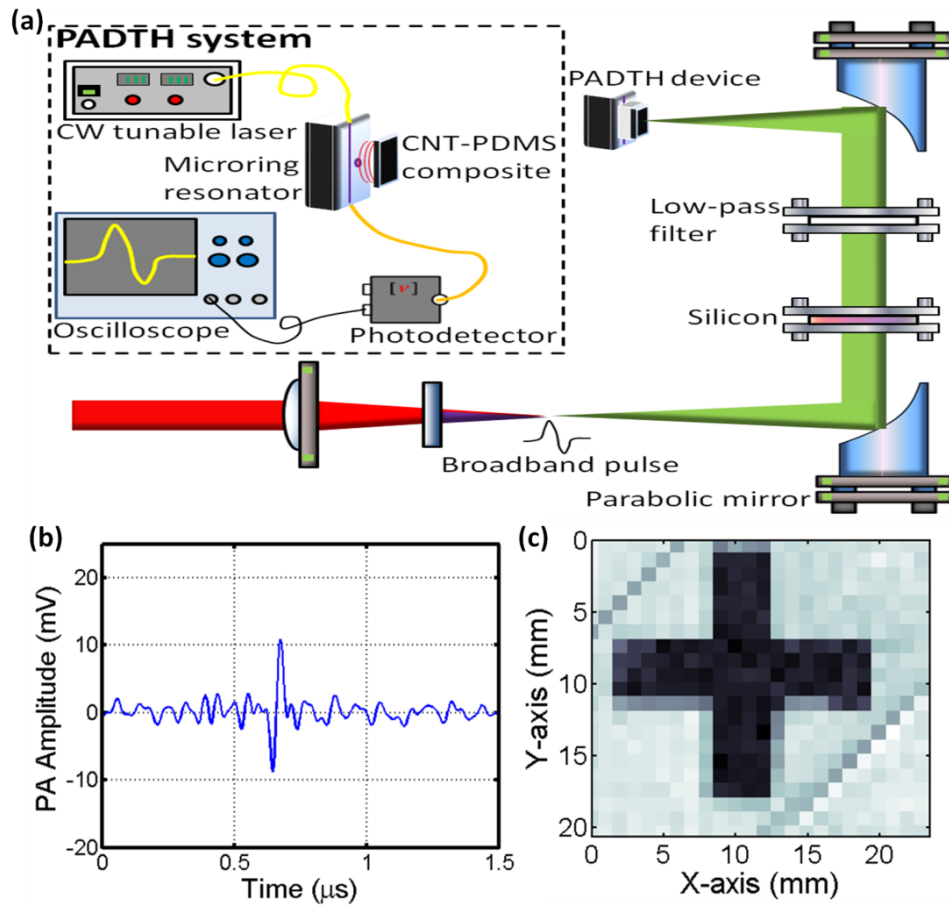 (a)
PADTH system
CW tunable laser
Microring
resonator
CNT-PDMS
composite
Oscilloscope
[v]
Photodetector
PADTH device
Low-pass
filter
Silicon
Broadband pulse
Parabolic mirror
(b)
PA Amplitude (mV)
20
10
0
-10
-20
0
0.5
1
1.5
Time (μs)
(c)
Y-axis (mm)
0
5
10
15
20
0
5
10
15
20
X-axis (mm)